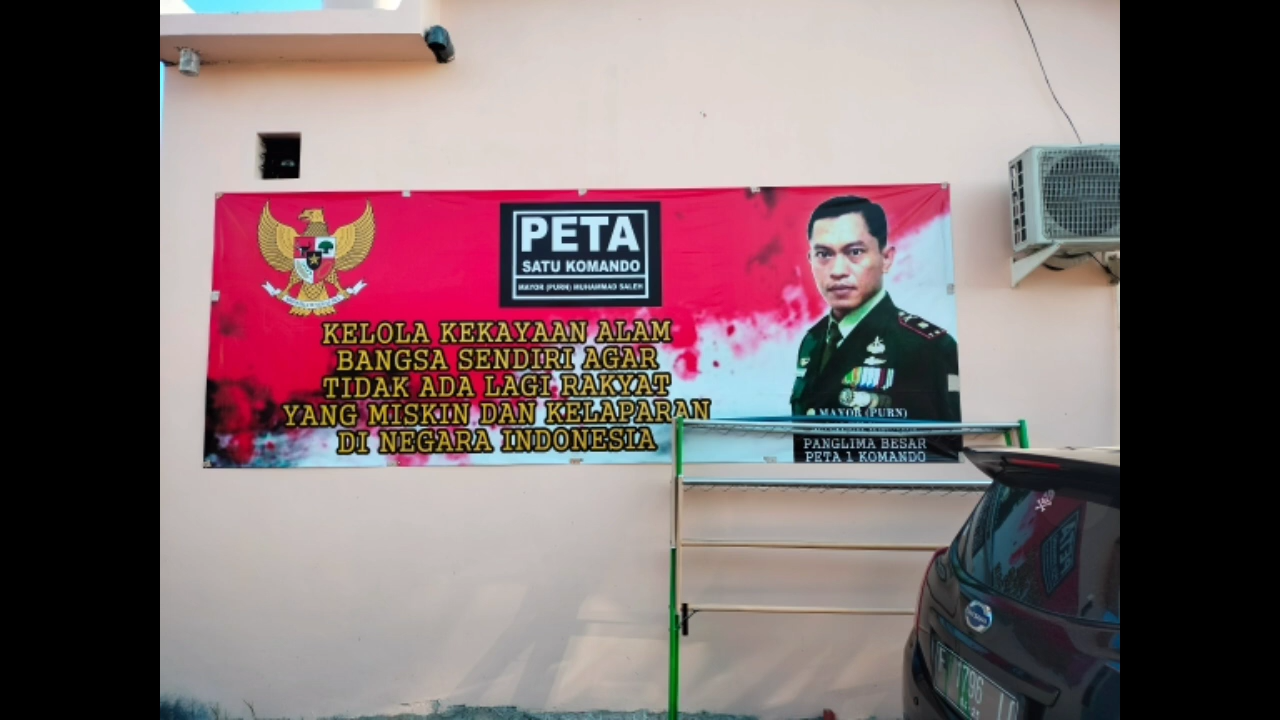 PETA
SATU KOMANDO
MAYOR (PURN) MUHAMMAD SALEH
KELOLA KEKAYAAN ALAM
BANGSA SENDIRI AGAR
TIDAK ADA LAGI RAKYAT
YANG MISKIN DAN KELAPARAN
DI NEGARA INDONESIA
MAYOR (PURN)
PANGLIMA BESAR
PETA 1 KOMANDO